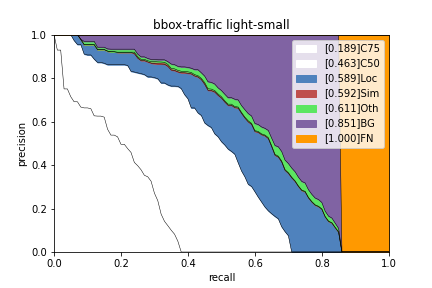 bbox-traffic light-small
[0.189]C75
[0.463]C50
[0.589]Loc
[0.592]Sim
[0.611]Oth
[0.851]BG
[1.000]FN
precision
1.0
0.8
0.6
0.4
0.2
0.0
0.0 0.2 0.4 0.6 0.8 1.0
recall